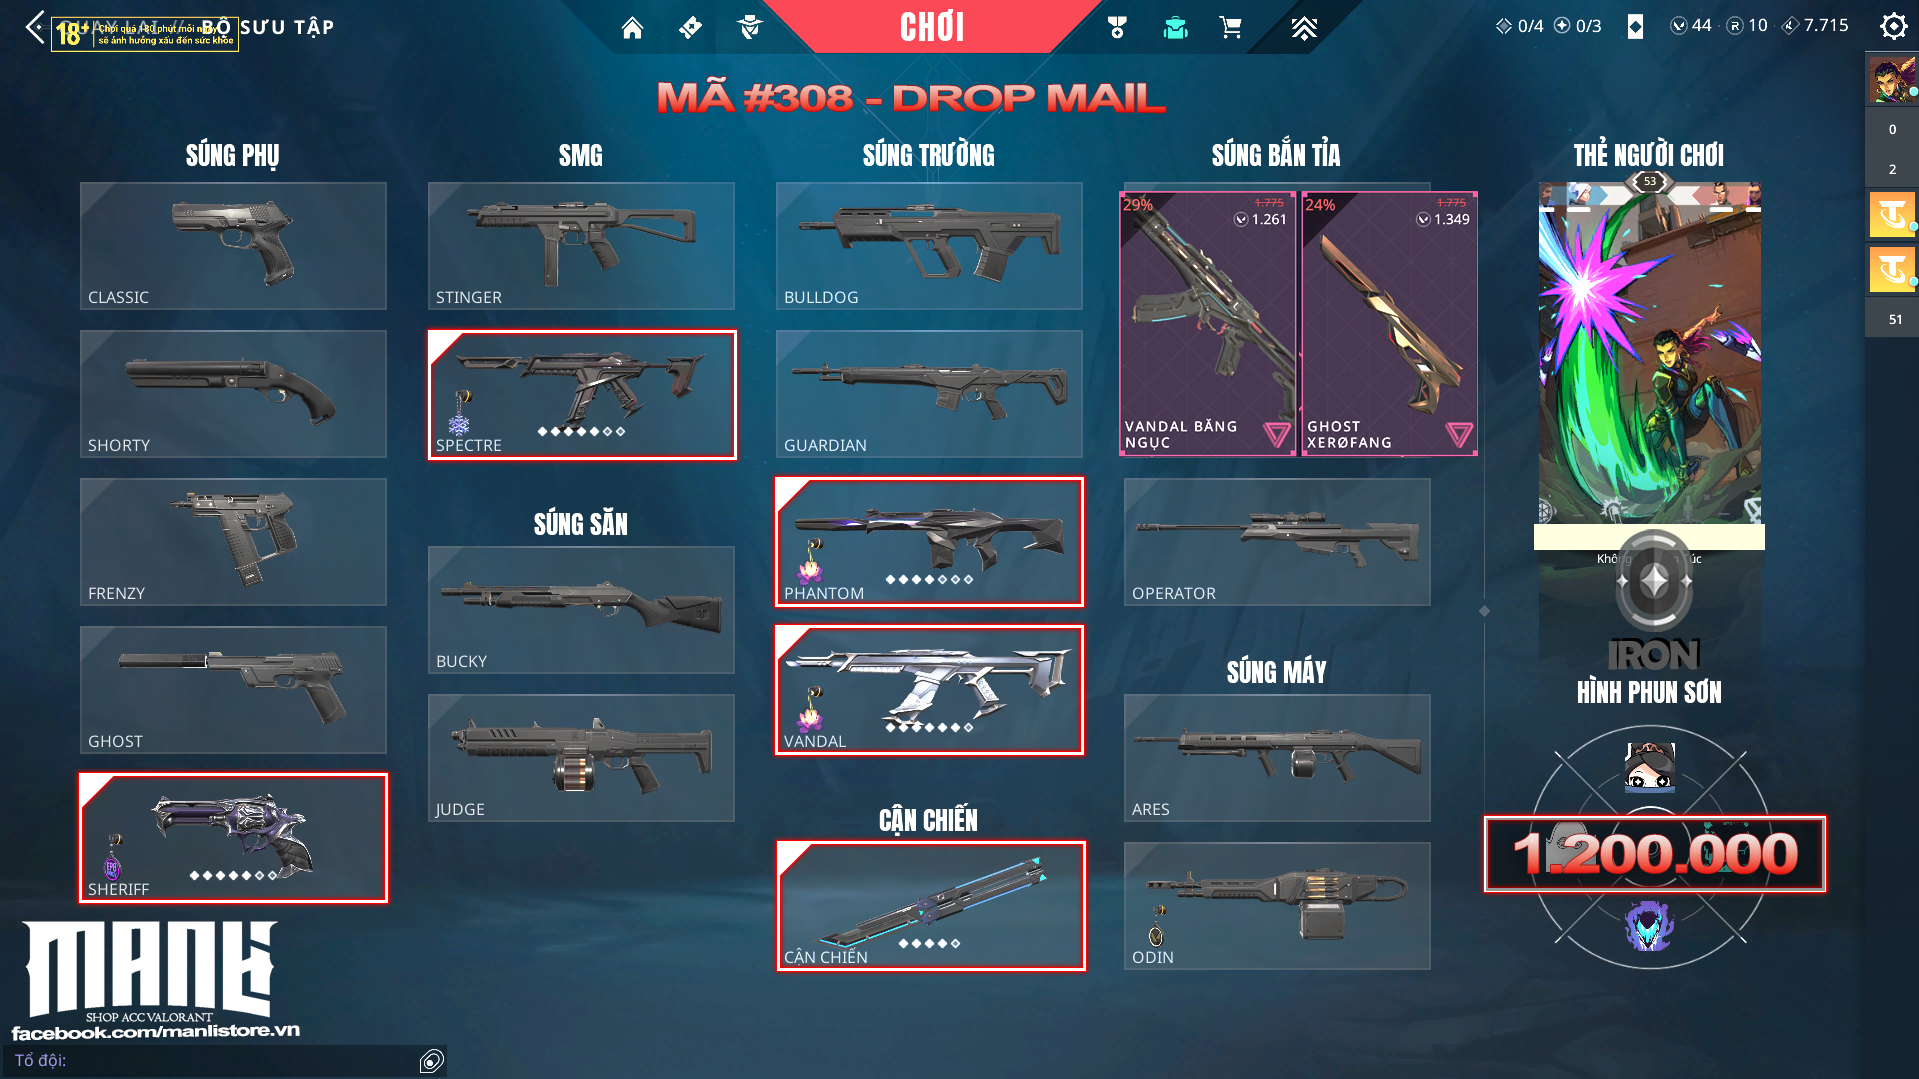 BỘ SƯU TẬP
18+
Chơi quá 180 phút mỗi ngày
sẽ ảnh hưởng xấu đến sức khỏe
CHƠI
0/4
0/3
44
10
7.715
MÃ #308 - DROP MAIL
SÚNG PHỤ
CLASSIC
SHORTY
FRENZY
GHOST
SHERIFF
SMG
STINGER
SPECTRE
SÚNG SĂN
BUCKY
JUDGE
SÚNG TRƯỜNG
BULLDOG
GUARDIAN
PHANTOM
VANDAL
CẬN CHIẾN
CẬN CHIẾN
SÚNG BẮN TỈA
29%
1.775
1.261
VANDAL BĂNG
NGỤC
24%
1.775
1.349
GHOST
XERØFANG
OPERATOR
SÚNG MÁY
ARES
ODIN
THẺ NGƯỜI CHƠI
53
IRON
HÌNH PHUN SƠN
1.200.000
0
2
51
MANLI
SHOP ACC VALORANT
facebook.com/manlistore.vn
Tổ đội: